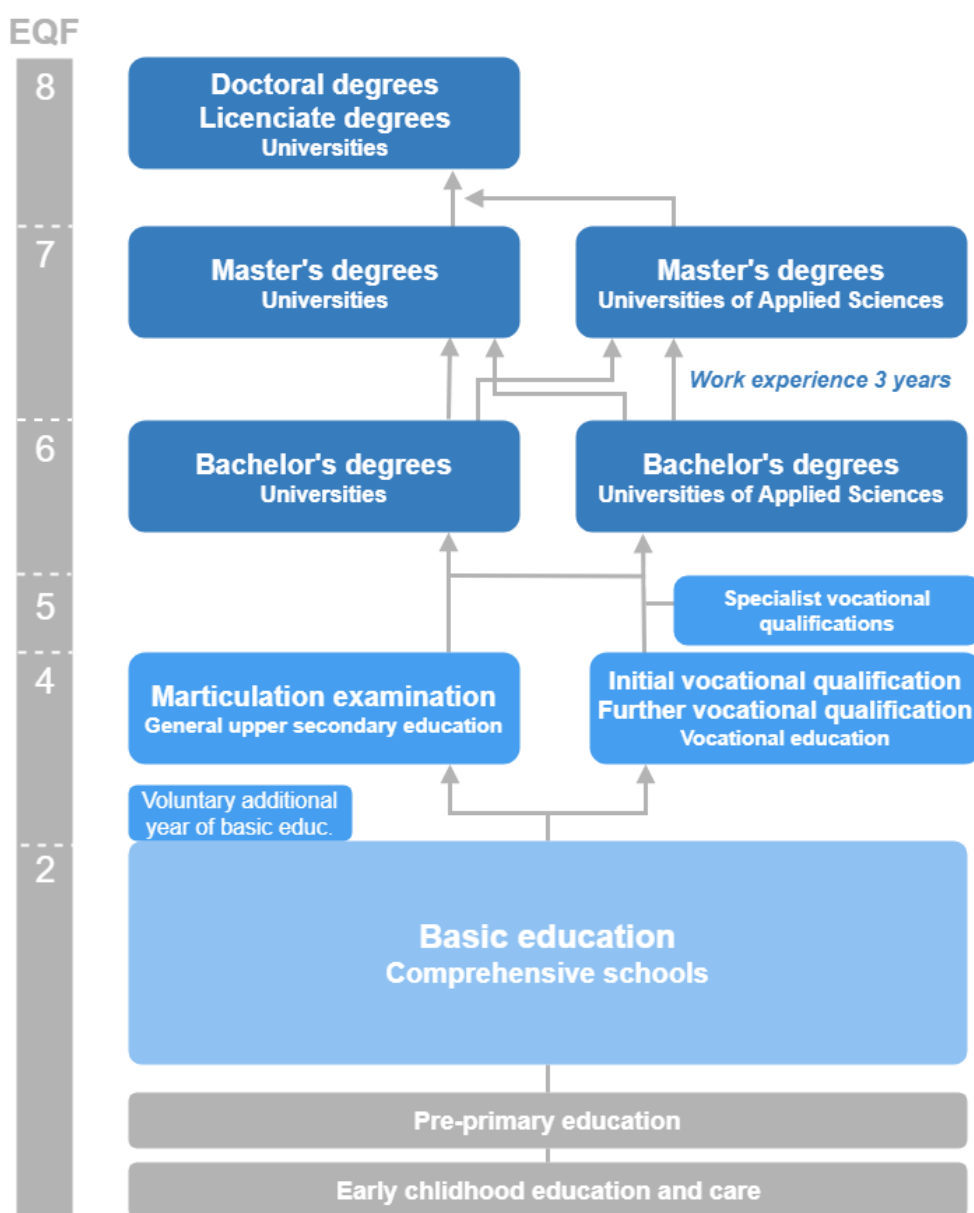 EQF
8
Doctoral degrees
Licenciate degrees
Universities
7
Master's degrees
Universities
Master's degrees
Universities of Applied Sciences
Work experience 3 years
6
Bachelor's degrees
Universities
Bachelor's degrees
Universities of Applied Sciences
5
Specialist vocational
qualifications
4
Marticulation examination
General upper secondary education
Initial vocational qualification
Further vocational qualification
Vocational education
Voluntary additional
year of basic educ.
2
Basic education
Comprehensive schools
Pre-primary education
Early chlidhood education and care